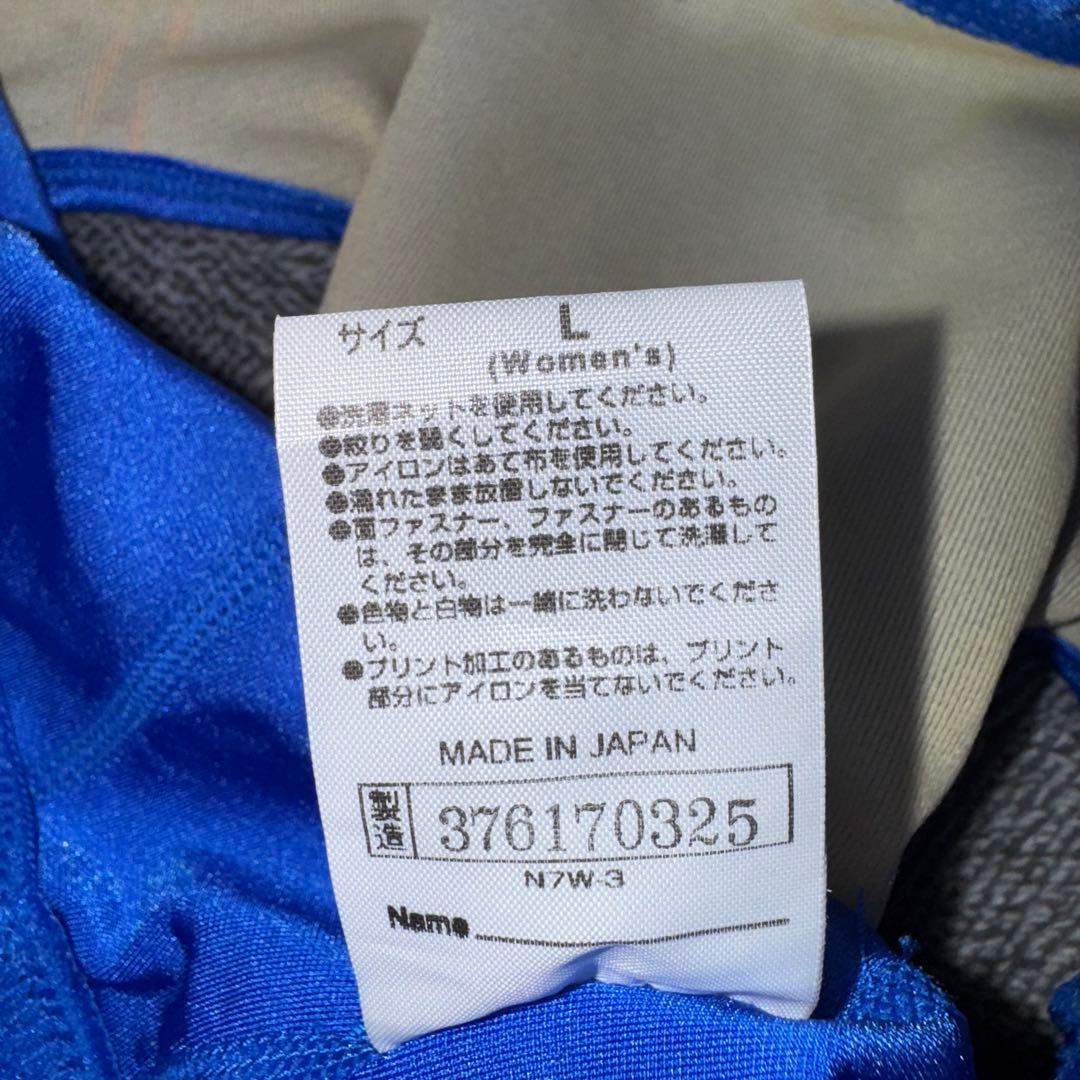 サイズ L
(Women's)
●洗濯ネットを使用してください。
●絞りを弱くしてください。
●アイロンはあて布を使用してください。
●濡れたまま放置しないでください。
●面ファスナー、ファスナーのあるもの
は、その部分を完全に閉じて洗濯して
ください。
●色物と白物は一緒に洗わないでくださ
い。
●プリント加工のあるものは、プリント
部分にアイロンを当てないでください。
MADE IN JAPAN
製造 376170325
N7W-3
Name